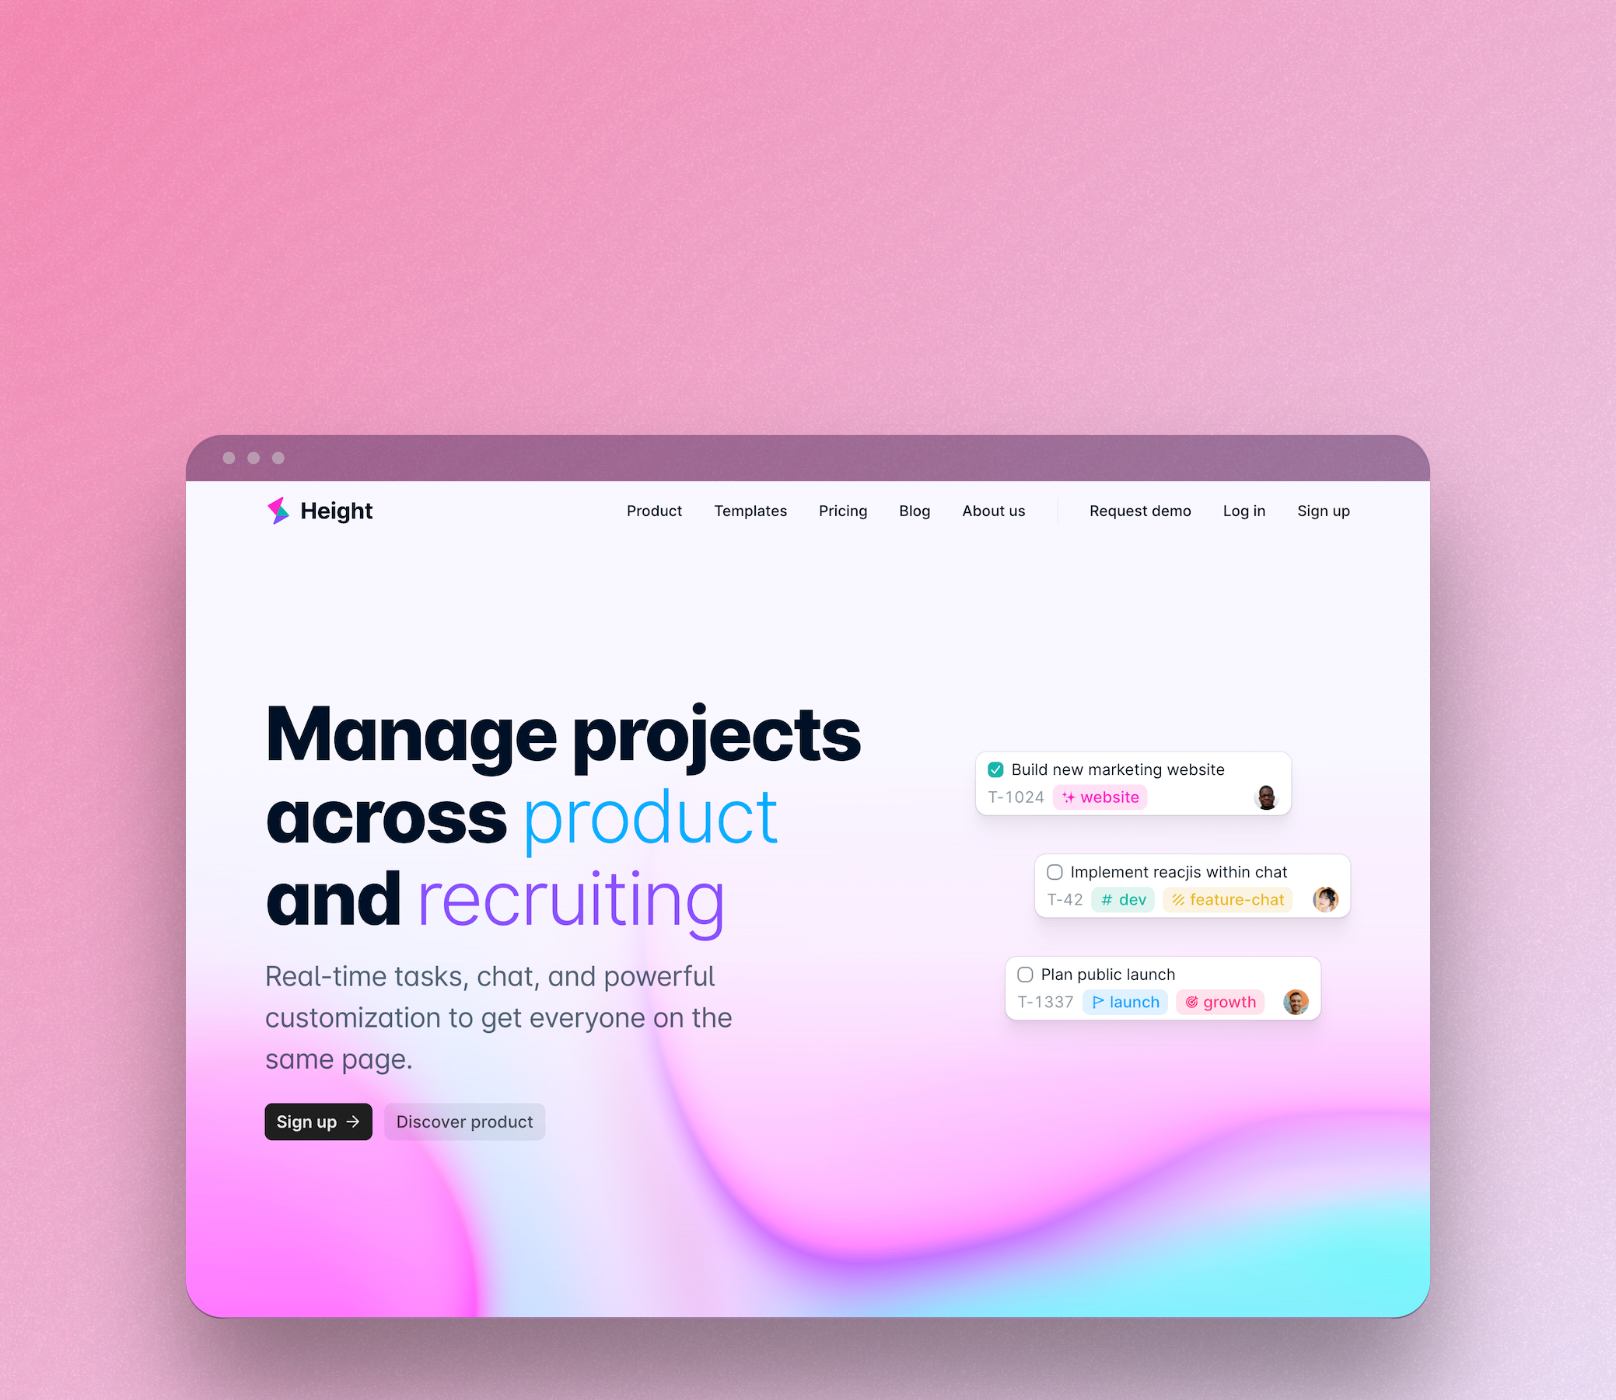 Height
Product Templates Pricing Blog About us Request demo Log in Sign up
Manage projects
across product
and recruiting
Real-time tasks, chat, and powerful
customization to get everyone on the
same page.
Sign up → Discover product
Build new marketing website
T-1024 website
Implement reacjis within chat
T-42 # dev feature-chat
Plan public launch
T-1337 launch growth